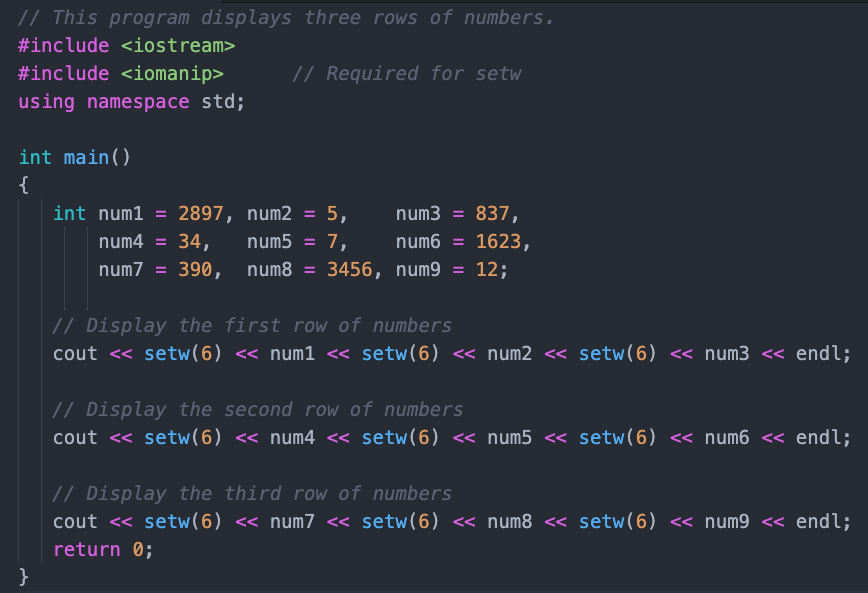 // This program displays three rows of numbers.
#include <iostream>
#include <iomanip>      // Required for setw
using namespace std;

int main()
{
   int num1 = 2897, num2 = 5,    num3 = 837,
       num4 = 34,   num5 = 7,    num6 = 1623,
       num7 = 390,  num8 = 3456, num9 = 12;

   // Display the first row of numbers
   cout << setw(6) << num1 << setw(6) << num2 << setw(6) << num3 << endl;

   // Display the second row of numbers
   cout << setw(6) << num4 << setw(6) << num5 << setw(6) << num6 << endl;

   // Display the third row of numbers
   cout << setw(6) << num7 << setw(6) << num8 << setw(6) << num9 << endl;
   return 0;
}